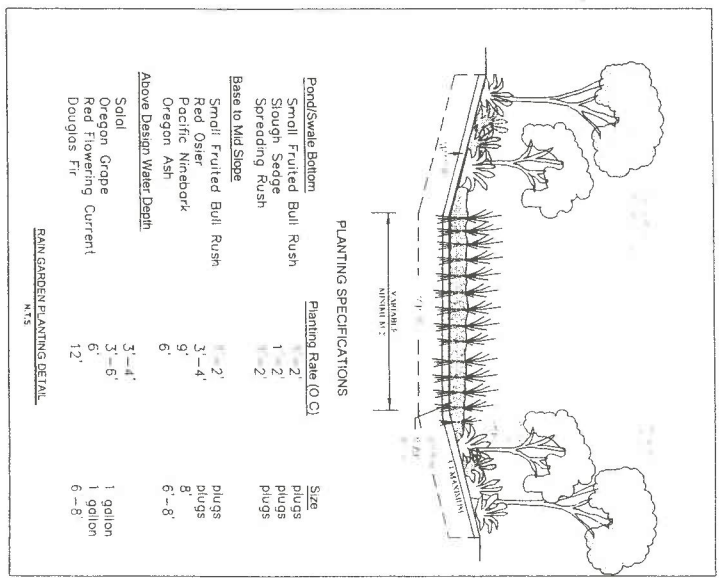 VARIABLE
MINIMUM 2'
MAXIMUM
PLANTING SPECIFICATIONS
Pond/Swale Bottom Planting Rate (O C) Size
Small Fruited Bull Rush plugs
Slough Sedge 1'-2' plugs
Spreading Rush plugs
Base to Mid Slope
Small Fruited Bull Rush plugs
Red Osier 3'-4' plugs
Pacific Ninebark 9' 8'
Oregon Ash 6' 6'-8'
Above Design Water Depth
Salal 3'-4'
Oregon Grape 3'-6' 1 gallon
Red Flowering Current 6' 1 gallon
Douglas Fir 12' 6-8'
RAIN GARDEN PLANTING DETAIL
N.T.S.